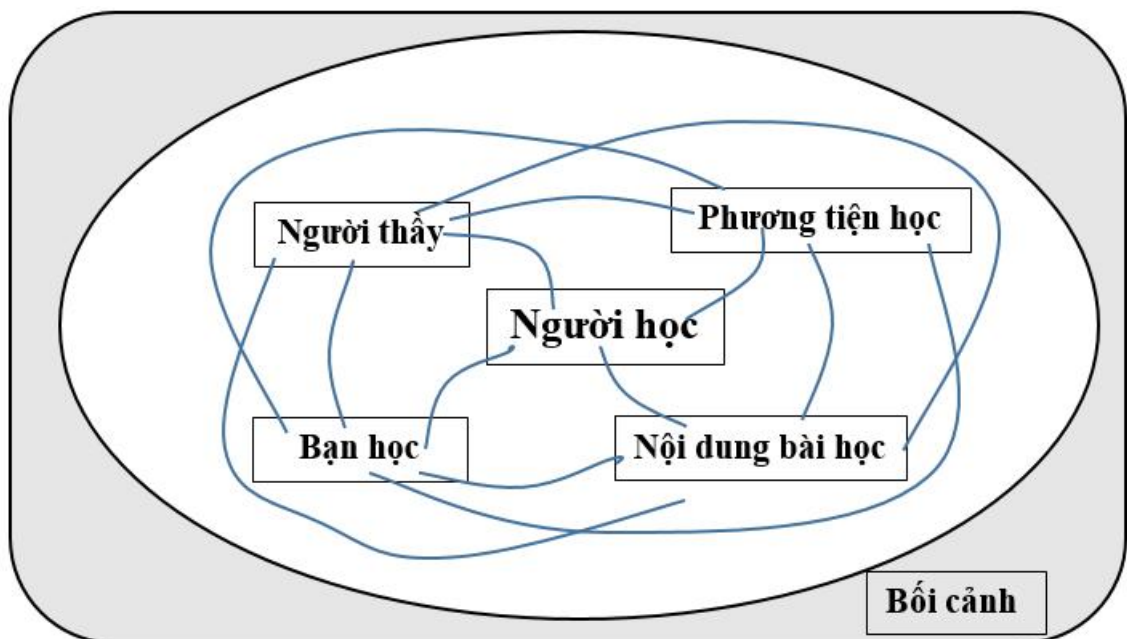 Người thầy
Phương tiện học
Người học
Bạn học
Nội dung bài học
Bối cảnh